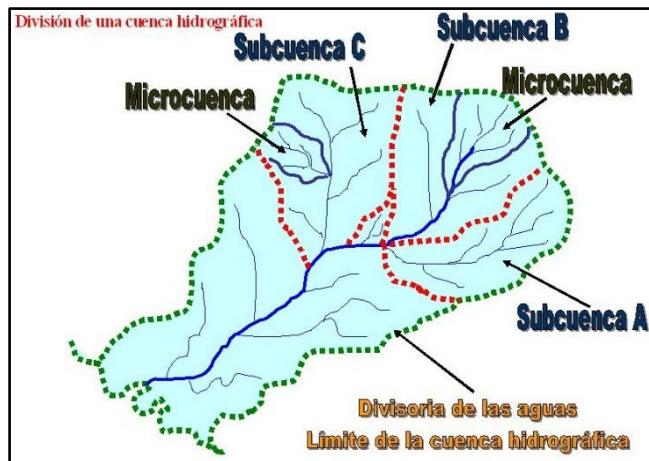 División de una cuenca hidrográfica
Subcuenca C
Subcuenca B
Microcuenca
Microcuenca
Subcuenca A
Divisoria de las aguas
Límite de la cuenca hidrográfica